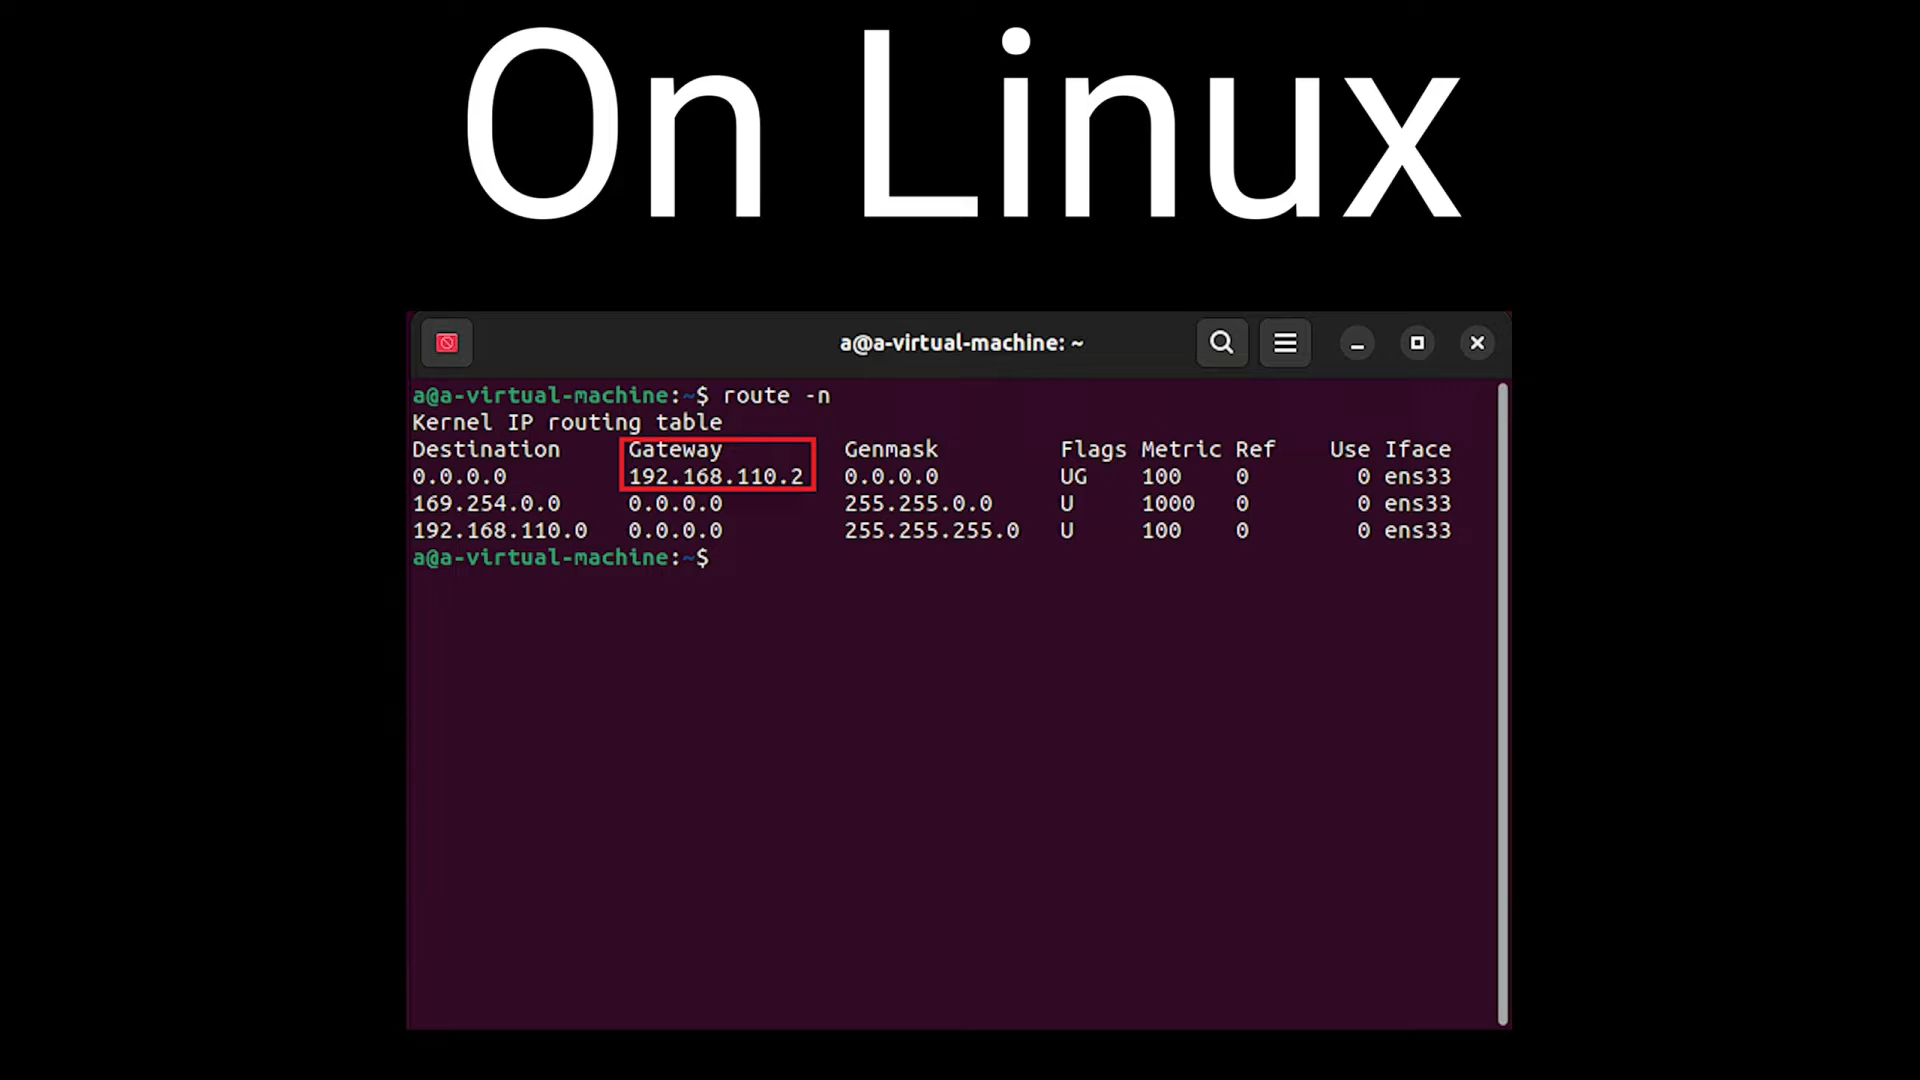 On Linux
a@a-virtual-machine: ~
a@a-virtual-machine:~$ route -n
Kernel IP routing table
Destination Gateway Genmask Flags Metric Ref Use Iface
0.0.0.0 192.168.110.2 0.0.0.0 UG 100 0 0 ens33
169.254.0.0 0.0.0.0 255.255.0.0 U 1000 0 0 ens33
192.168.110.0 0.0.0.0 255.255.255.0 U 100 0 0 ens33
a@a-virtual-machine:~$